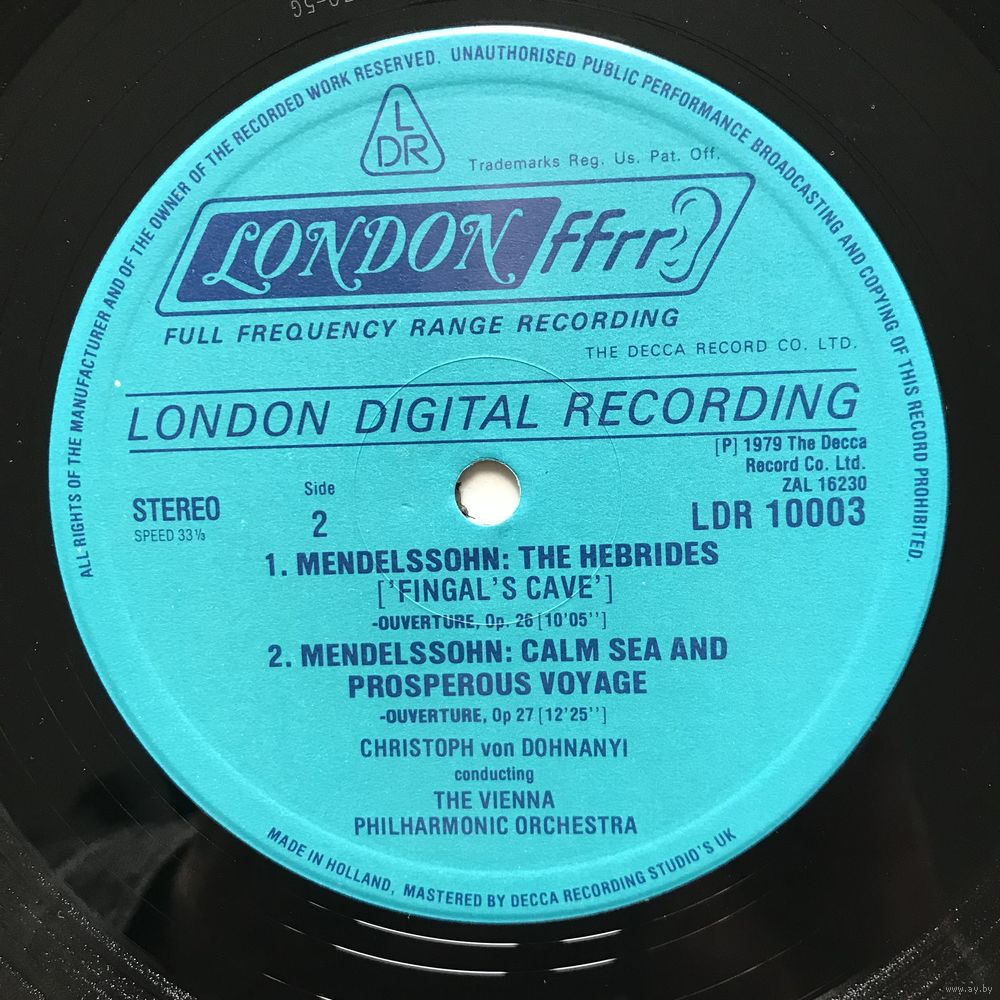 ALL RIGHTS OF THE MANUFACTURER AND OF THE OWNER OF THE RECORDED WORK RESERVED. UNAUTHORISED PUBLIC PERFORMANCE BROADCASTING AND COPYING OF THIS RECORD PROHIBITED.
L
DR
Trademarks Reg. Us. Pat. Off.
LONDON ffrr
FULL FREQUENCY RANGE RECORDING
THE DECCA RECORD CO. LTD.
LONDON DIGITAL RECORDING
[P] 1979 The Decca
Record Co. Ltd.
ZAL 16230
STEREO
SPEED 33⅓
Side
2
LDR 10003
1. MENDELSSOHN: THE HEBRIDES
['FINGAL'S CAVE']
-OUVERTURE, Op. 26 [10'05'']
2. MENDELSSOHN: CALM SEA AND
PROSPEROUS VOYAGE
-OUVERTURE, Op 27 [12'25'']
CHRISTOPH von DOHNANYI
conducting
THE VIENNA
PHILHARMONIC ORCHESTRA
MADE IN HOLLAND, MASTERED BY DECCA RECORDING STUDIO'S UK
www.ay.by